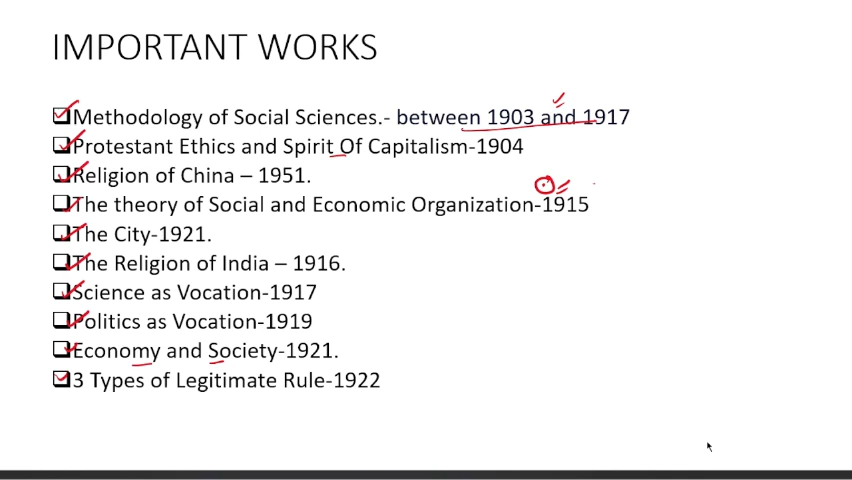 IMPORTANT WORKS
Methodology of Social Sciences.- between 1903 and 1917
Protestant Ethics and Spirit Of Capitalism-1904
Religion of China – 1951.
The theory of Social and Economic Organization-1915
The City-1921.
The Religion of India – 1916.
Science as Vocation-1917
Politics as Vocation-1919
Economy and Society-1921.
3 Types of Legitimate Rule-1922